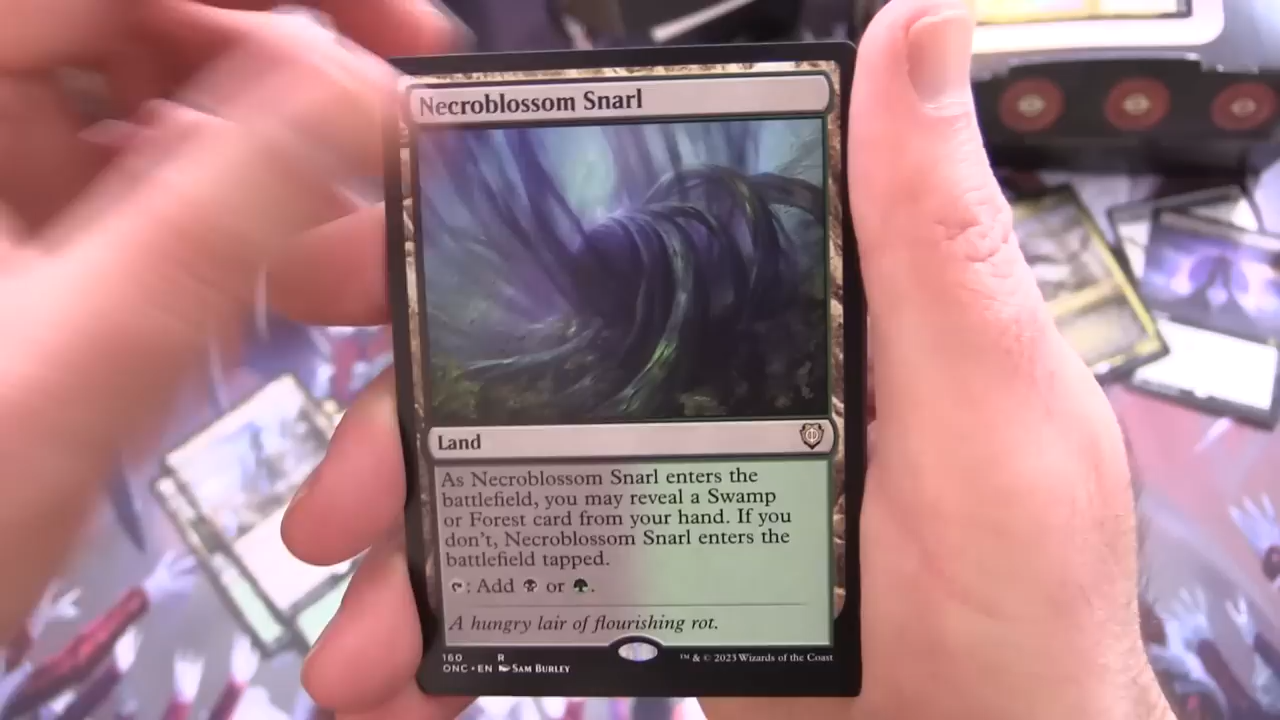 Necroblossom Snarl
Land
As Necroblossom Snarl enters the
battlefield, you may reveal a Swamp
or Forest card from your hand. If you
don't, Necroblossom Snarl enters the
battlefield tapped.
: Add or .
A hungry lair of flourishing rot.
160 R
ONC • EN SAM BURLEY
™ & © 2023 Wizards of the Coast